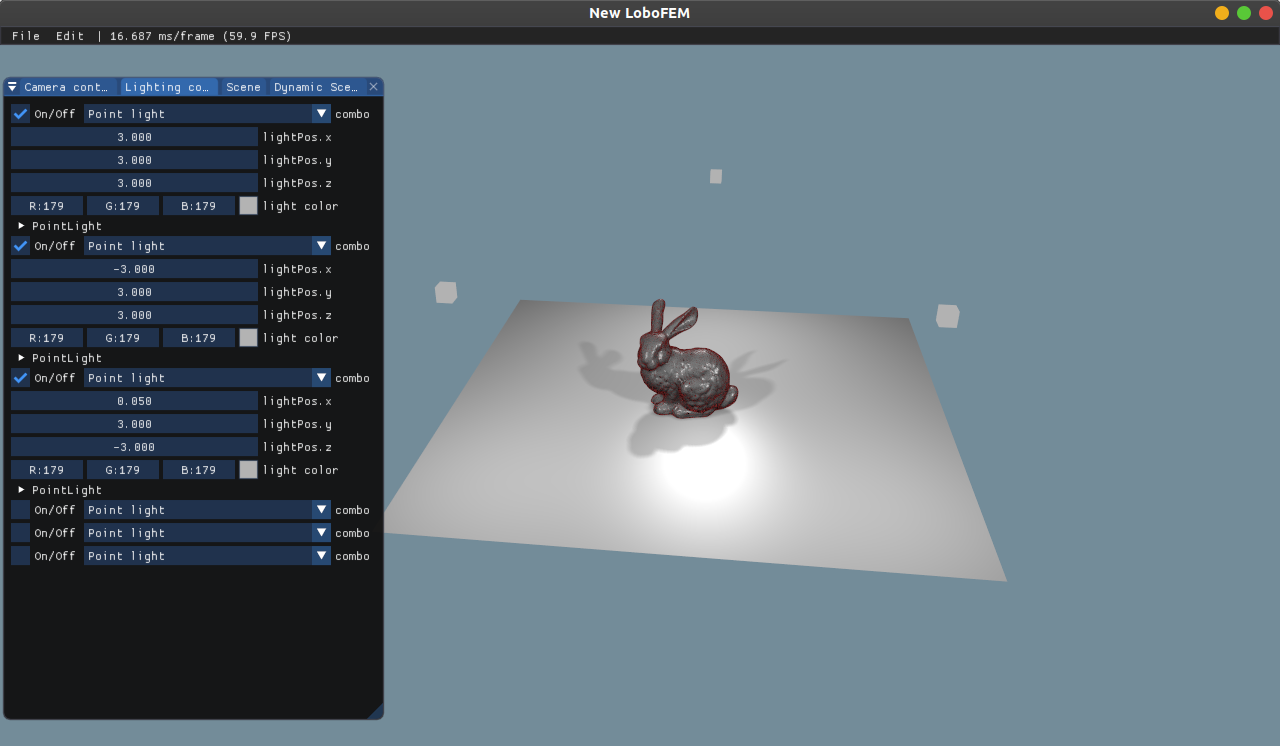 New LoboFEM
File Edit | 16.687 ms/frame (59.9 FPS)
Camera cont... Lighting co... Scene Dynamic Sce...
On/Off Point light combo
3.000 lightPos.x
3.000 lightPos.y
3.000 lightPos.z
R:179 G:179 B:179 light color
PointLight
On/Off Point light combo
-3.000 lightPos.x
3.000 lightPos.y
3.000 lightPos.z
R:179 G:179 B:179 light color
PointLight
On/Off Point light combo
0.050 lightPos.x
3.000 lightPos.y
-3.000 lightPos.z
R:179 G:179 B:179 light color
PointLight
On/Off Point light combo
On/Off Point light combo
On/Off Point light combo